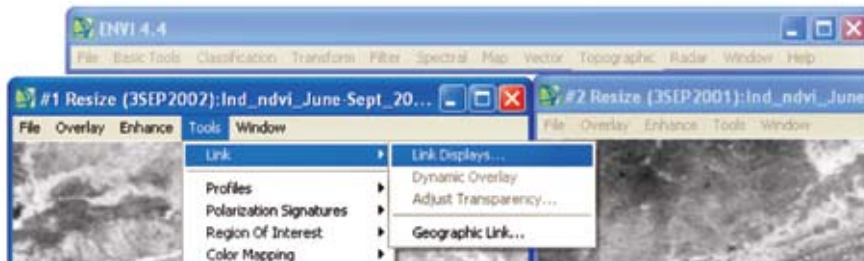 ENVI 4.4
File Basic Tools Classification Transform Filter Spectral Map Vector Topographic Radar Window Help
#1 Resize (3SEP2002):Ind_ndvi_June-Sept_20...
#2 Resize (3SEP2001):Ind_ndvi_June
File Overlay Enhance Tools Window
File Overlay Enhance Tools Window
Link
Link Displays...
Dynamic Overlay
Profiles
Adjust Transparency...
Polarization Signatures
Region Of Interest
Geographic Link...
Color Mapping